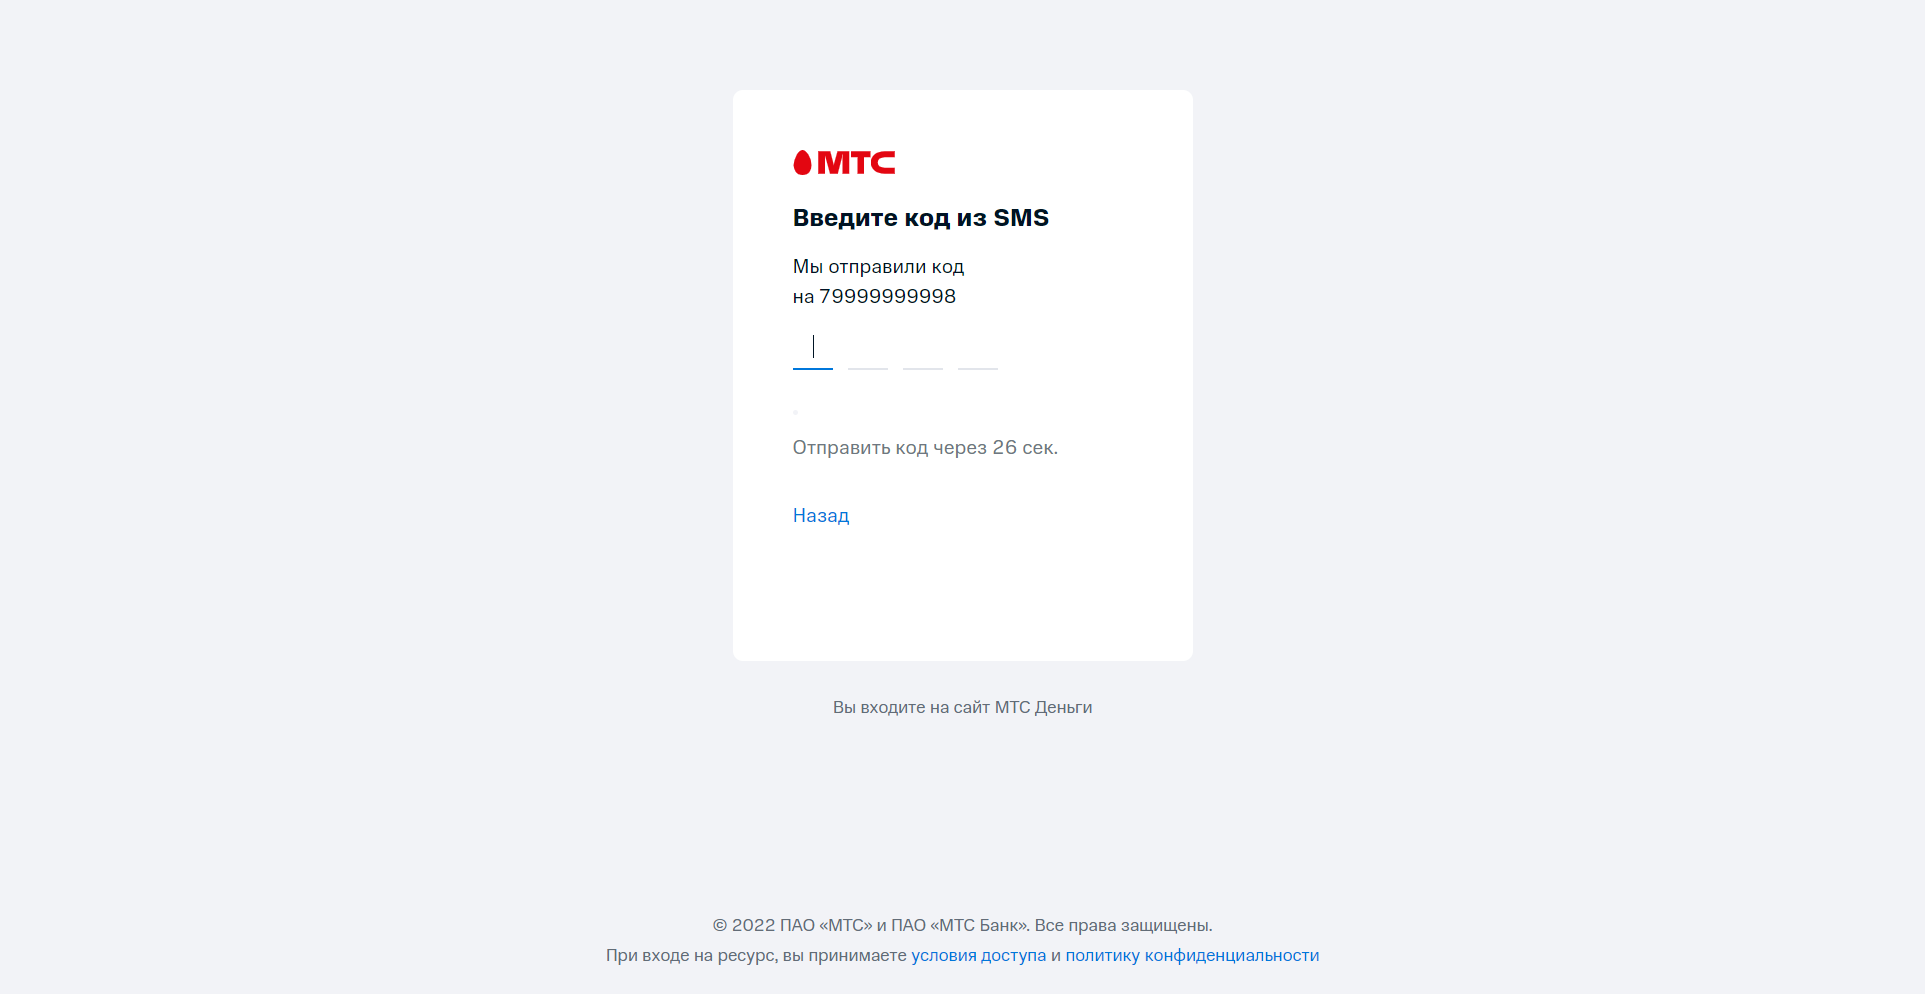 МТС
Введите код из SMS
Мы отправили код
на 79999999998
Отправить код через 26 сек.
Назад
Вы входите на сайт МТС Деньги
© 2022 ПАО «МТС» и ПАО «МТС Банк». Все права защищены.
При входе на ресурс, вы принимаете условия доступа и политику конфиденциальности